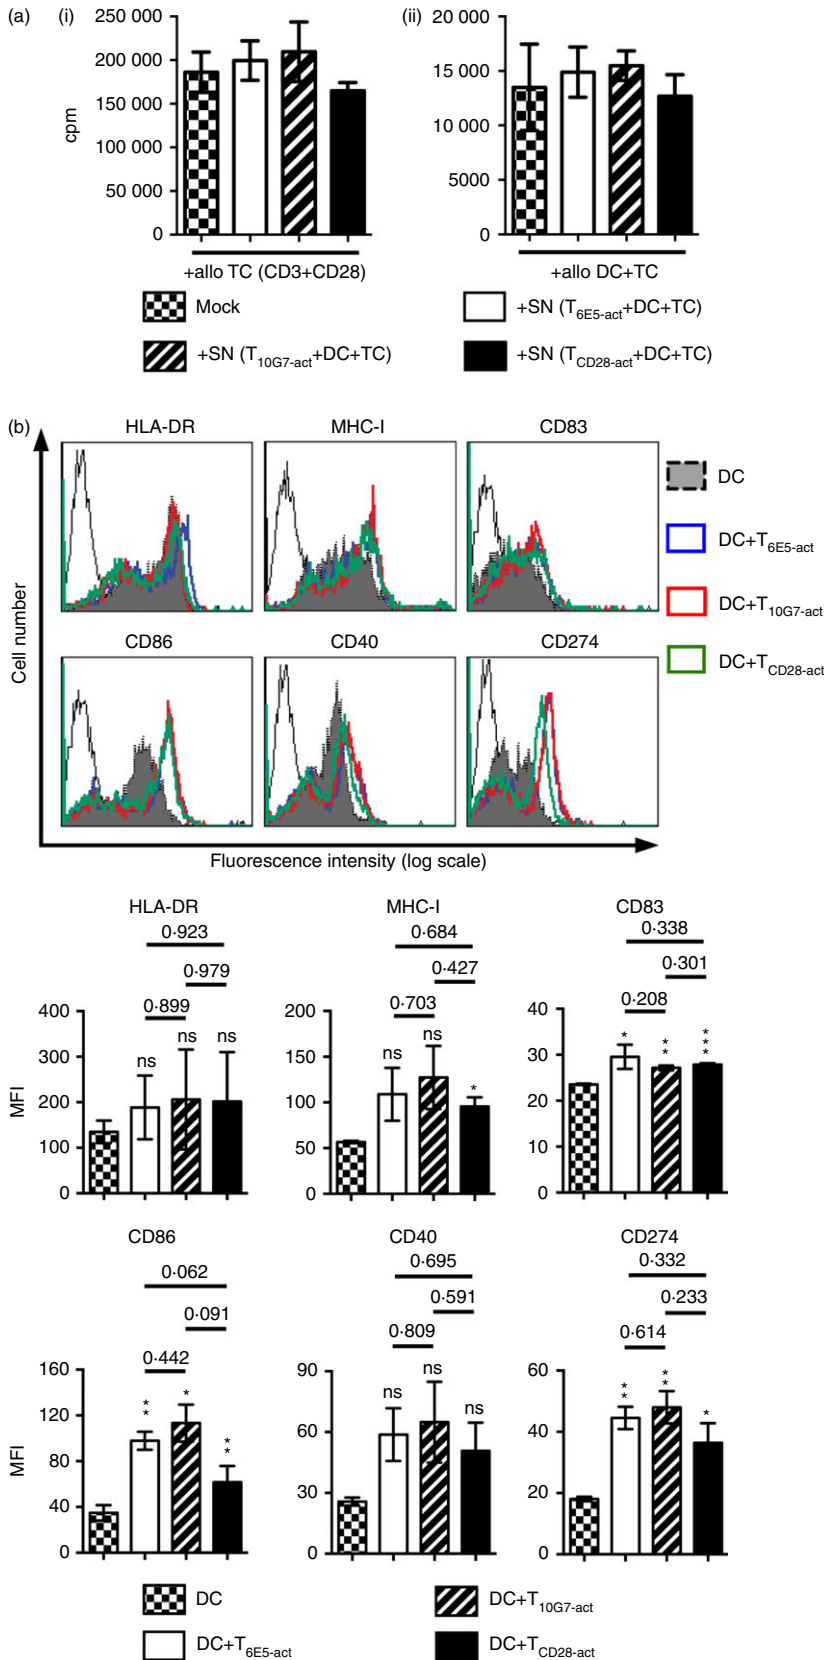 (a) (i) (ii)
250 000
200 000
150 000
100 000
50 000
0
cpm
+allo TC (CD3+CD28)
20 000
15 000
10 000
5000
0
+allo DC+TC
Mock
+SN (T6E5-act+DC+TC)
+SN (T10G7-act+DC+TC)
+SN (TCD28-act+DC+TC)
(b)
HLA-DR MHC-I CD83
CD86 CD40 CD274
Cell number
Fluorescence intensity (log scale)
DC
DC+T6E5-act
DC+T10G7-act
DC+TCD28-act
HLA-DR
0·923
0·979
0·899
400
300
200
100
0
MFI
ns ns ns
MHC-I
0·684
0·427
0·703
200
150
100
50
0
ns ns *
CD83
0·338
0·301
0·208
40
30
20
10
0
* ** ***
CD86
0·062
0·091
0·442
160
120
80
40
0
MFI
** * **
CD40
0·695
0·591
0·809
90
60
30
0
ns ns ns
CD274
0·332
0·233
0·614
60
40
20
0
** ** *
DC
DC+T10G7-act
DC+T6E5-act
DC+TCD28-act